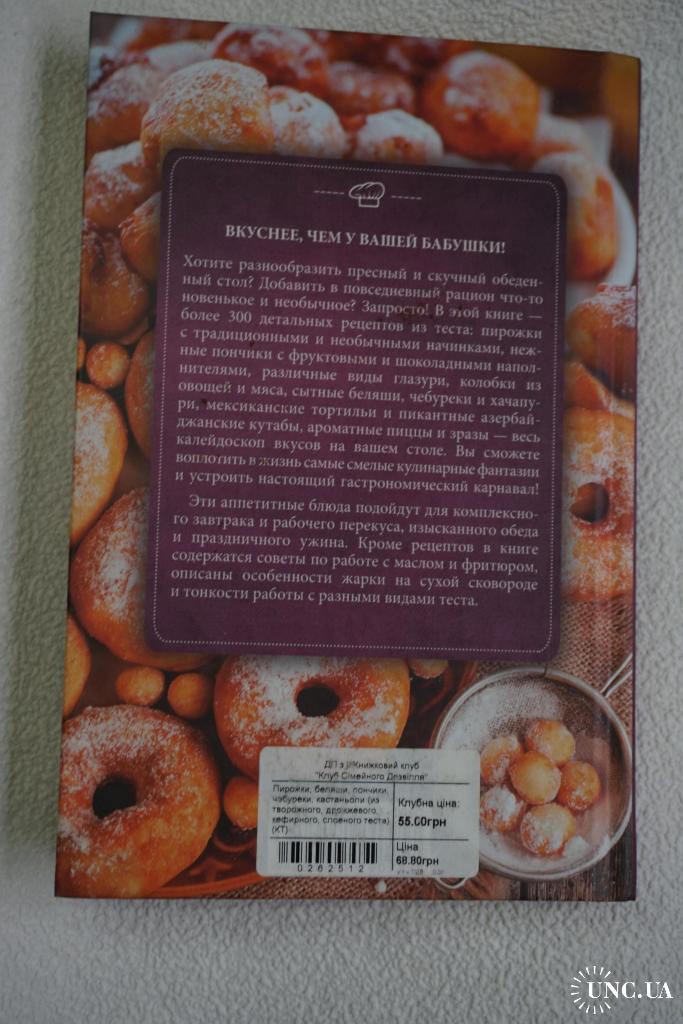 ВКУСНЕЕ, ЧЕМ У ВАШЕЙ БАБУШКИ!
Хотите разнообразить пресный и скучный обеден-
ный стол? Добавить в повседневный рацион что-то
новенькое и необычное? Запросто! В этой книге —
более 300 детальных рецептов из теста: пирожки
с традиционными и необычными начинками, неж-
ные пончики с фруктовыми и шоколадными напол-
нителями, различные виды глазури, колобки из
овощей и мяса, сытные беляши, чебуреки и хачапу-
ри, мексиканские тортильи и пикантные азербай-
джанские кутабы, ароматные пиццы и зразы — весь
калейдоскоп вкусов на вашем столе. Вы сможете
воплотить в жизнь самые смелые кулинарные фантазии
и устроить настоящий гастрономический карнавал!
Эти аппетитные блюда подойдут для комплексно-
го завтрака и рабочего перекуса, изысканного обеда
и праздничного ужина. Кроме рецептов в книге
содержатся советы по работе с маслом и фритюром,
описаны особенности жарки на сухой сковороде
и тонкости работы с разными видами теста.
ДП з ІІ Книжковий клуб
"Клуб Сімейного Дозвілля"
Пирожки, беляши, пончики,
чебуреки, кастаньоли (из
творожного, дрожжевого,
кефирного, слоеного теста)
(КТ)
Клубна ціна:
55.00грн
Ціна
68.80грн
0262512
UNC.UA